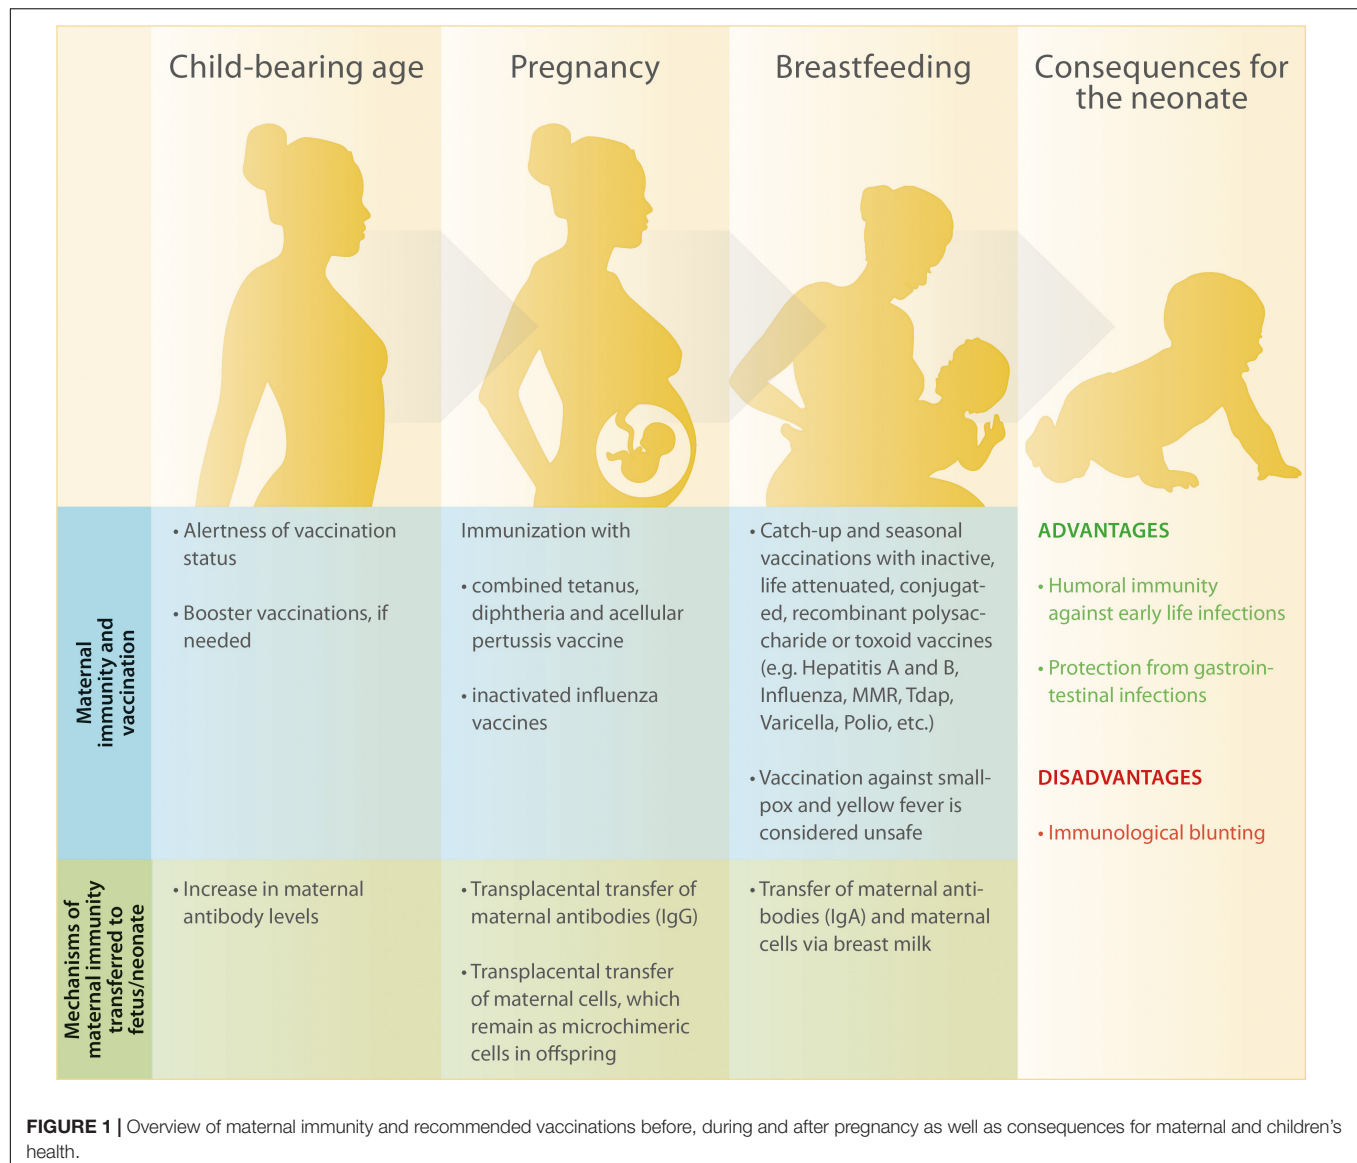 Child-bearing age
Pregnancy
Breastfeeding
Consequences for
the neonate
Maternal
immunity and
vaccination
• Alertness of vaccination
status
• Booster vaccinations, if
needed
Immunization with
• combined tetanus,
diphtheria and acellular
pertussis vaccine
• inactivated influenza
vaccines
• Catch-up and seasonal
vaccinations with inactive,
life attenuated, conjugat-
ed, recombinant polysac-
charide or toxoid vaccines
(e.g. Hepatitis A and B,
Influenza, MMR, Tdap,
Varicella, Polio, etc.)
• Vaccination against small-
pox and yellow fever is
considered unsafe
ADVANTAGES
• Humoral immunity
against early life infections
• Protection from gastroin-
testinal infections
DISADVANTAGES
• Immunological blunting
Mechanisms of
maternal immunity
transferred to
fetus/neonate
• Increase in maternal
antibody levels
• Transplacental transfer of
maternal antibodies (IgG)
• Transplacental transfer
of maternal cells, which
remain as microchimeric
cells in offspring
• Transfer of maternal anti-
bodies (IgA) and maternal
cells via breast milk
FIGURE 1 | Overview of maternal immunity and recommended vaccinations before, during and after pregnancy as well as consequences for maternal and children's
health.